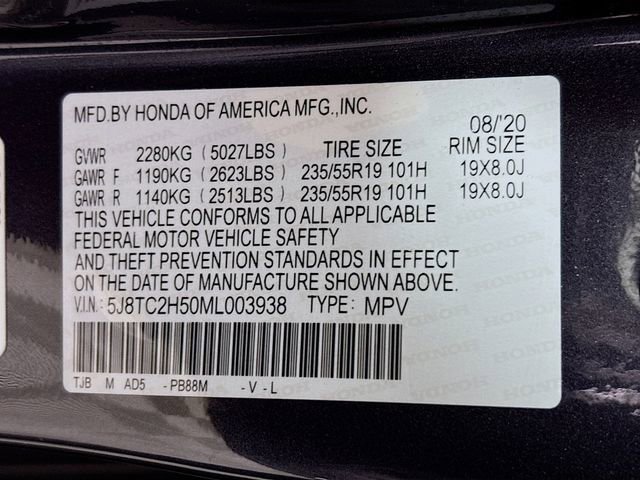 MFD.BY HONDA OF AMERICA MFG.,INC.
08/'20
GVWR 2280KG (5027LBS) TIRE SIZE RIM SIZE
GAWR F 1190KG (2623LBS) 235/55R19 101H 19X8.0J
GAWR R 1140KG (2513LBS) 235/55R19 101H 19X8.0J
THIS VEHICLE CONFORMS TO ALL APPLICABLE
FEDERAL MOTOR VEHICLE SAFETY
AND THEFT PREVENTION STANDARDS IN EFFECT
ON THE DATE OF MANUFACTURE SHOWN ABOVE.
V.I.N.: 5J8TC2H50ML003938 TYPE: MPV
TJB M AD5 -PB88M -V-L